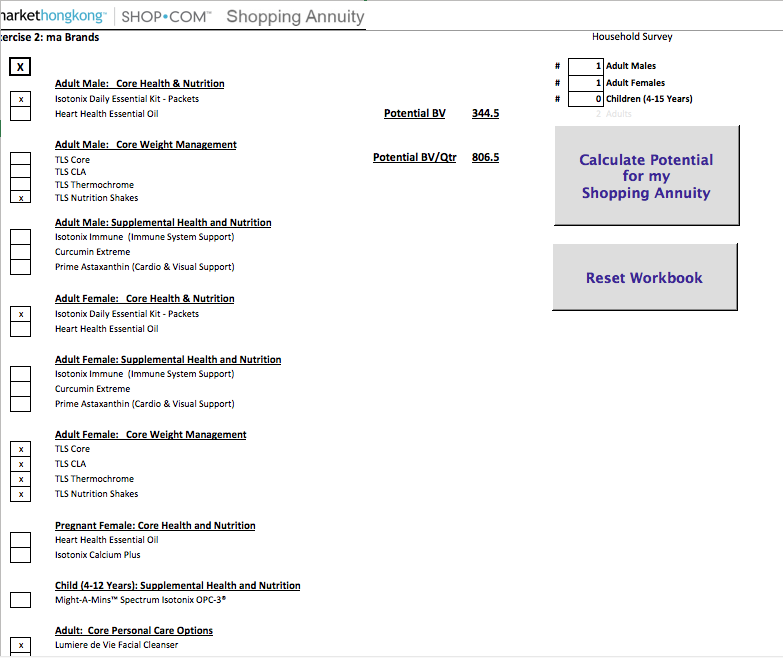 arkethongkong™ SHOP•COM™ Shopping Annuity
ercise 2: ma Brands
Household Survey
X
# 1 Adult Males
Adult Male: Core Health & Nutrition
# 1 Adult Females
x Isotonix Daily Essential Kit - Packets
# 0 Children (4-15 Years)
Heart Health Essential Oil
Potential BV 344.5
2 Adults
Adult Male: Core Weight Management
TLS Core
Potential BV/Qtr 806.5
TLS CLA
TLS Thermochrome
x TLS Nutrition Shakes
Calculate Potential
for my
Shopping Annuity
Adult Male: Supplemental Health and Nutrition
Isotonix Immune (Immune System Support)
Curcumin Extreme
Prime Astaxanthin (Cardio & Visual Support)
Reset Workbook
Adult Female: Core Health & Nutrition
x Isotonix Daily Essential Kit - Packets
Heart Health Essential Oil
Adult Female: Supplemental Health and Nutrition
Isotonix Immune (Immune System Support)
Curcumin Extreme
Prime Astaxanthin (Cardio & Visual Support)
Adult Female: Core Weight Management
x TLS Core
x TLS CLA
x TLS Thermochrome
x TLS Nutrition Shakes
Pregnant Female: Core Health and Nutrition
Heart Health Essential Oil
Isotonix Calcium Plus
Child (4-12 Years): Supplemental Health and Nutrition
Might-A-Mins™ Spectrum Isotonix OPC-3®
Adult: Core Personal Care Options
x Lumiere de Vie Facial Cleanser